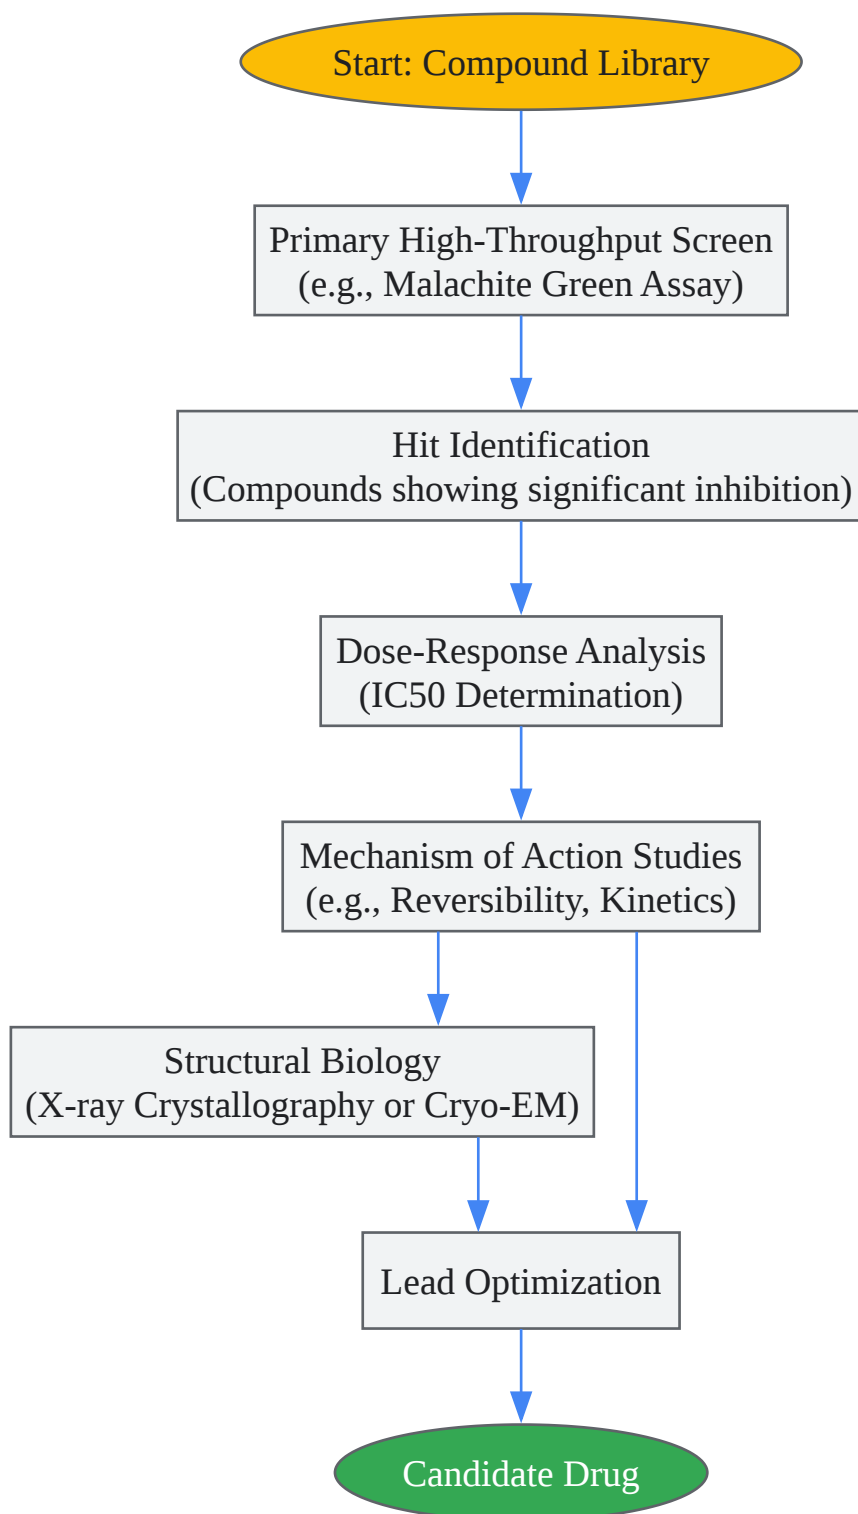 Start: Compound Library
Primary High-Throughput Screen
(e.g., Malachite Green Assay)
Hit Identification
(Compounds showing significant inhibition)
Dose-Response Analysis
(IC50 Determination)
Mechanism of Action Studies
(e.g., Reversibility, Kinetics)
Structural Biology
(X-ray Crystallography or Cryo-EM)
Lead Optimization
Candidate Drug